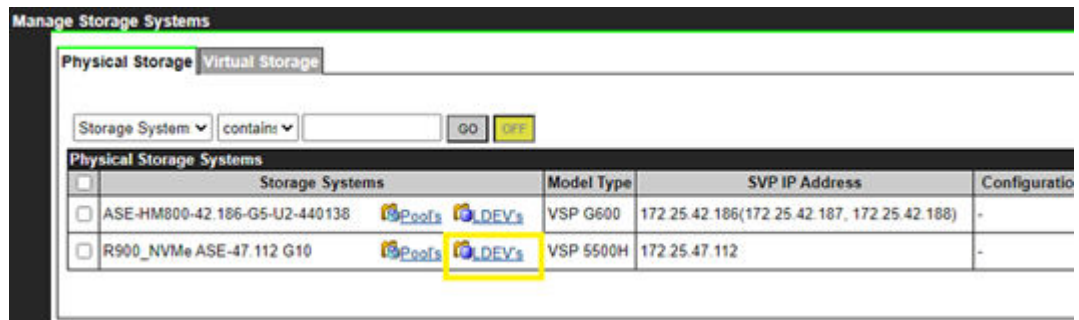 Manage Storage Systems
Physical Storage Virtual Storage
Storage System contains GO OFF
Physical Storage Systems
Storage Systems Model Type SVP IP Address Configuratio
ASE-HM800-42.186-G5-U2-440138 Pool's LDEV's VSP G600 172.25.42.186(172.25.42.187, 172.25.42.188) -
R900_NVMe ASE-47.112 G10 Pool's LDEV's VSP 5500H 172.25.47.112 -